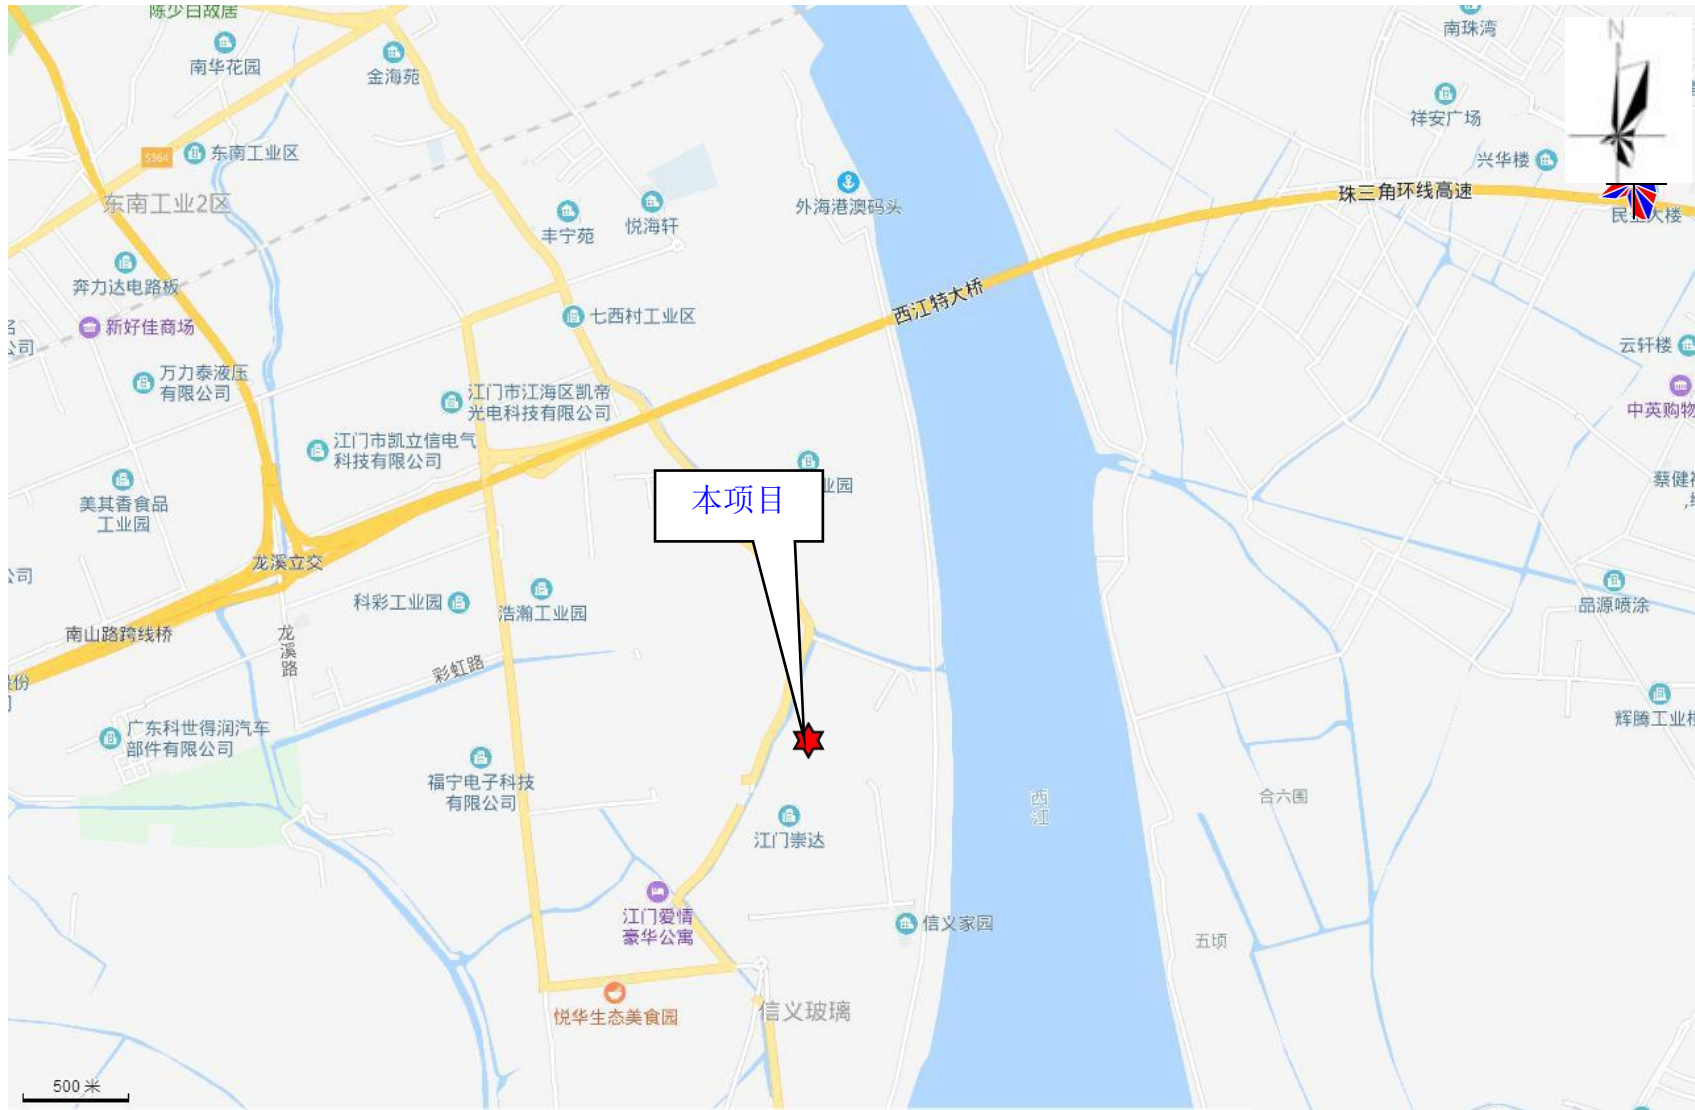 陈少白故居
南华花园
金海苑
南珠湾
N
祥安广场
兴华楼
S364
东南工业区
东南工业2区
丰宁苑
悦海轩
外海港澳码头
珠三角环线高速
奔力达电路板
新好佳商场
七西村工业区
西江特大桥
公司
万力泰液压
有限公司
云轩楼
中英购物
江门市江海区凯帝
光电科技有限公司
江门市凯立信电气
科技有限公司
美其香食品
工业园
本项目
业园
蔡健
龙溪立交
公司
科彩工业园
浩瀚工业园
品源喷涂
南山路跨线桥
龙溪路
彩虹路
股份
广东科世得润汽车
部件有限公司
辉腾工业
福宁电子科技
有限公司
西江
合六围
江门崇达
江门爱情
豪华公寓
信义家园
五顷
悦华生态美食园
信义玻璃
500 米